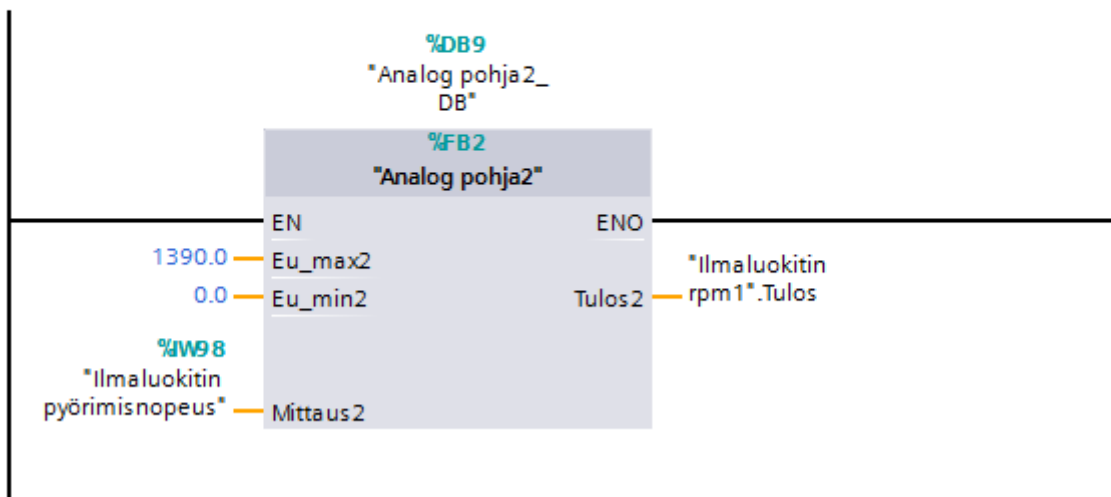 %DB9
"Analog pohja2_
DB"
%FB2
"Analog pohja2"
EN
ENO
1390.0
Eu_max2
0.0
Eu_min2
Tulos2
"Ilmaluokitin
rpm1".Tulos
%IW98
"Ilmaluokitin
pyörimisnopeus"
Mittaus2